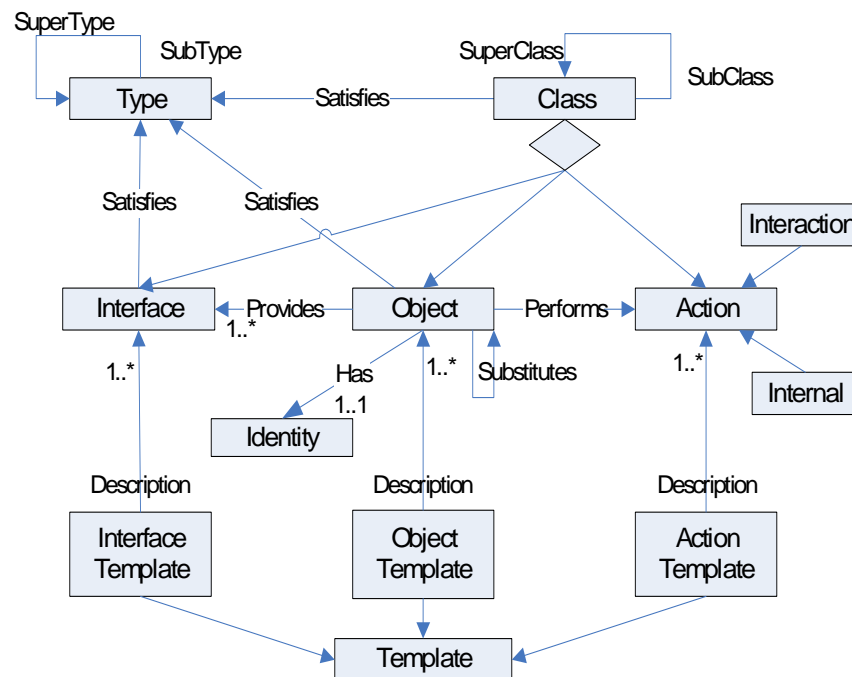 SuperType
SubType
Type
Satisfies
SuperClass
Class
SubClass
Satisfies
Satisfies
Interaction
Interface
Provides
1..*
Object
Performs
Action
1..*
Has
1..1
1..*
Substitutes
1..*
Internal
Identity
Description
Description
Description
Interface
Template
Object
Template
Action
Template
Template